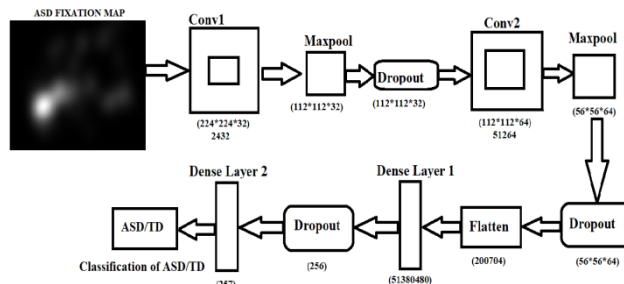 ASD FIXATION MAP
Conv1
(224*224*32)
2432
Maxpool
(112*112*32)
Dropout
(112*112*32)
Conv2
(112*112*64)
51264
Maxpool
(56*56*64)
Dropout
(56*56*64)
Flatten
(200704)
Dense Layer 1
(51380480)
Dropout
(256)
Dense Layer 2
(257)
ASD/TD
Classification of ASD/TD